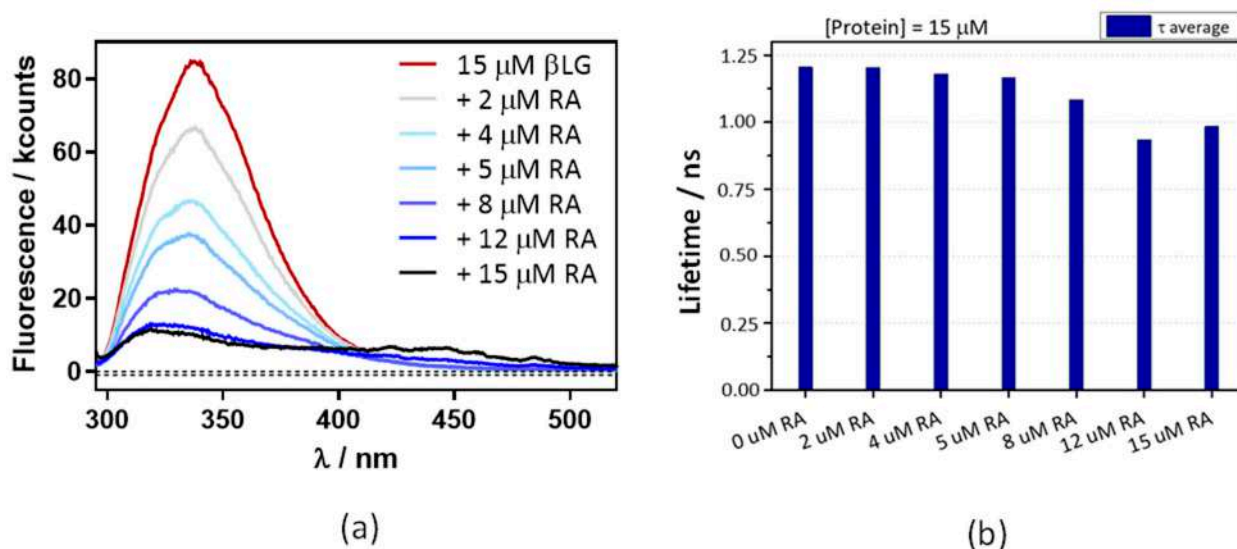 Fluorescence / kcounts
80
60
40
20
0
15 μM βLG
+ 2 μM RA
+ 4 μM RA
+ 5 μM RA
+ 8 μM RA
+ 12 μM RA
+ 15 μM RA
300 350 400 450 500
λ / nm
(a)
[Protein] = 15 μM
τ average
Lifetime / ns
1.25
1.00
0.75
0.50
0.25
0.00
0 uM RA 2 uM RA 4 uM RA 5 uM RA 8 uM RA 12 uM RA 15 uM RA
(b)